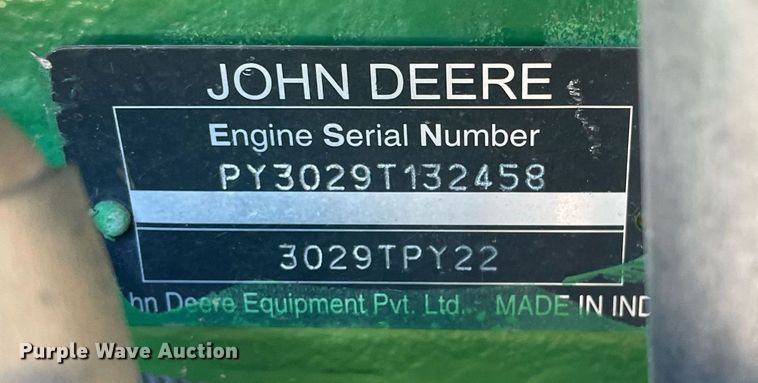 JOHN DEERE
Engine Serial Number
PY3029T132458
3029TPY22
hn Deere Equipment Pvt. Ltd. MADE IN IND
Purple Wave Auction